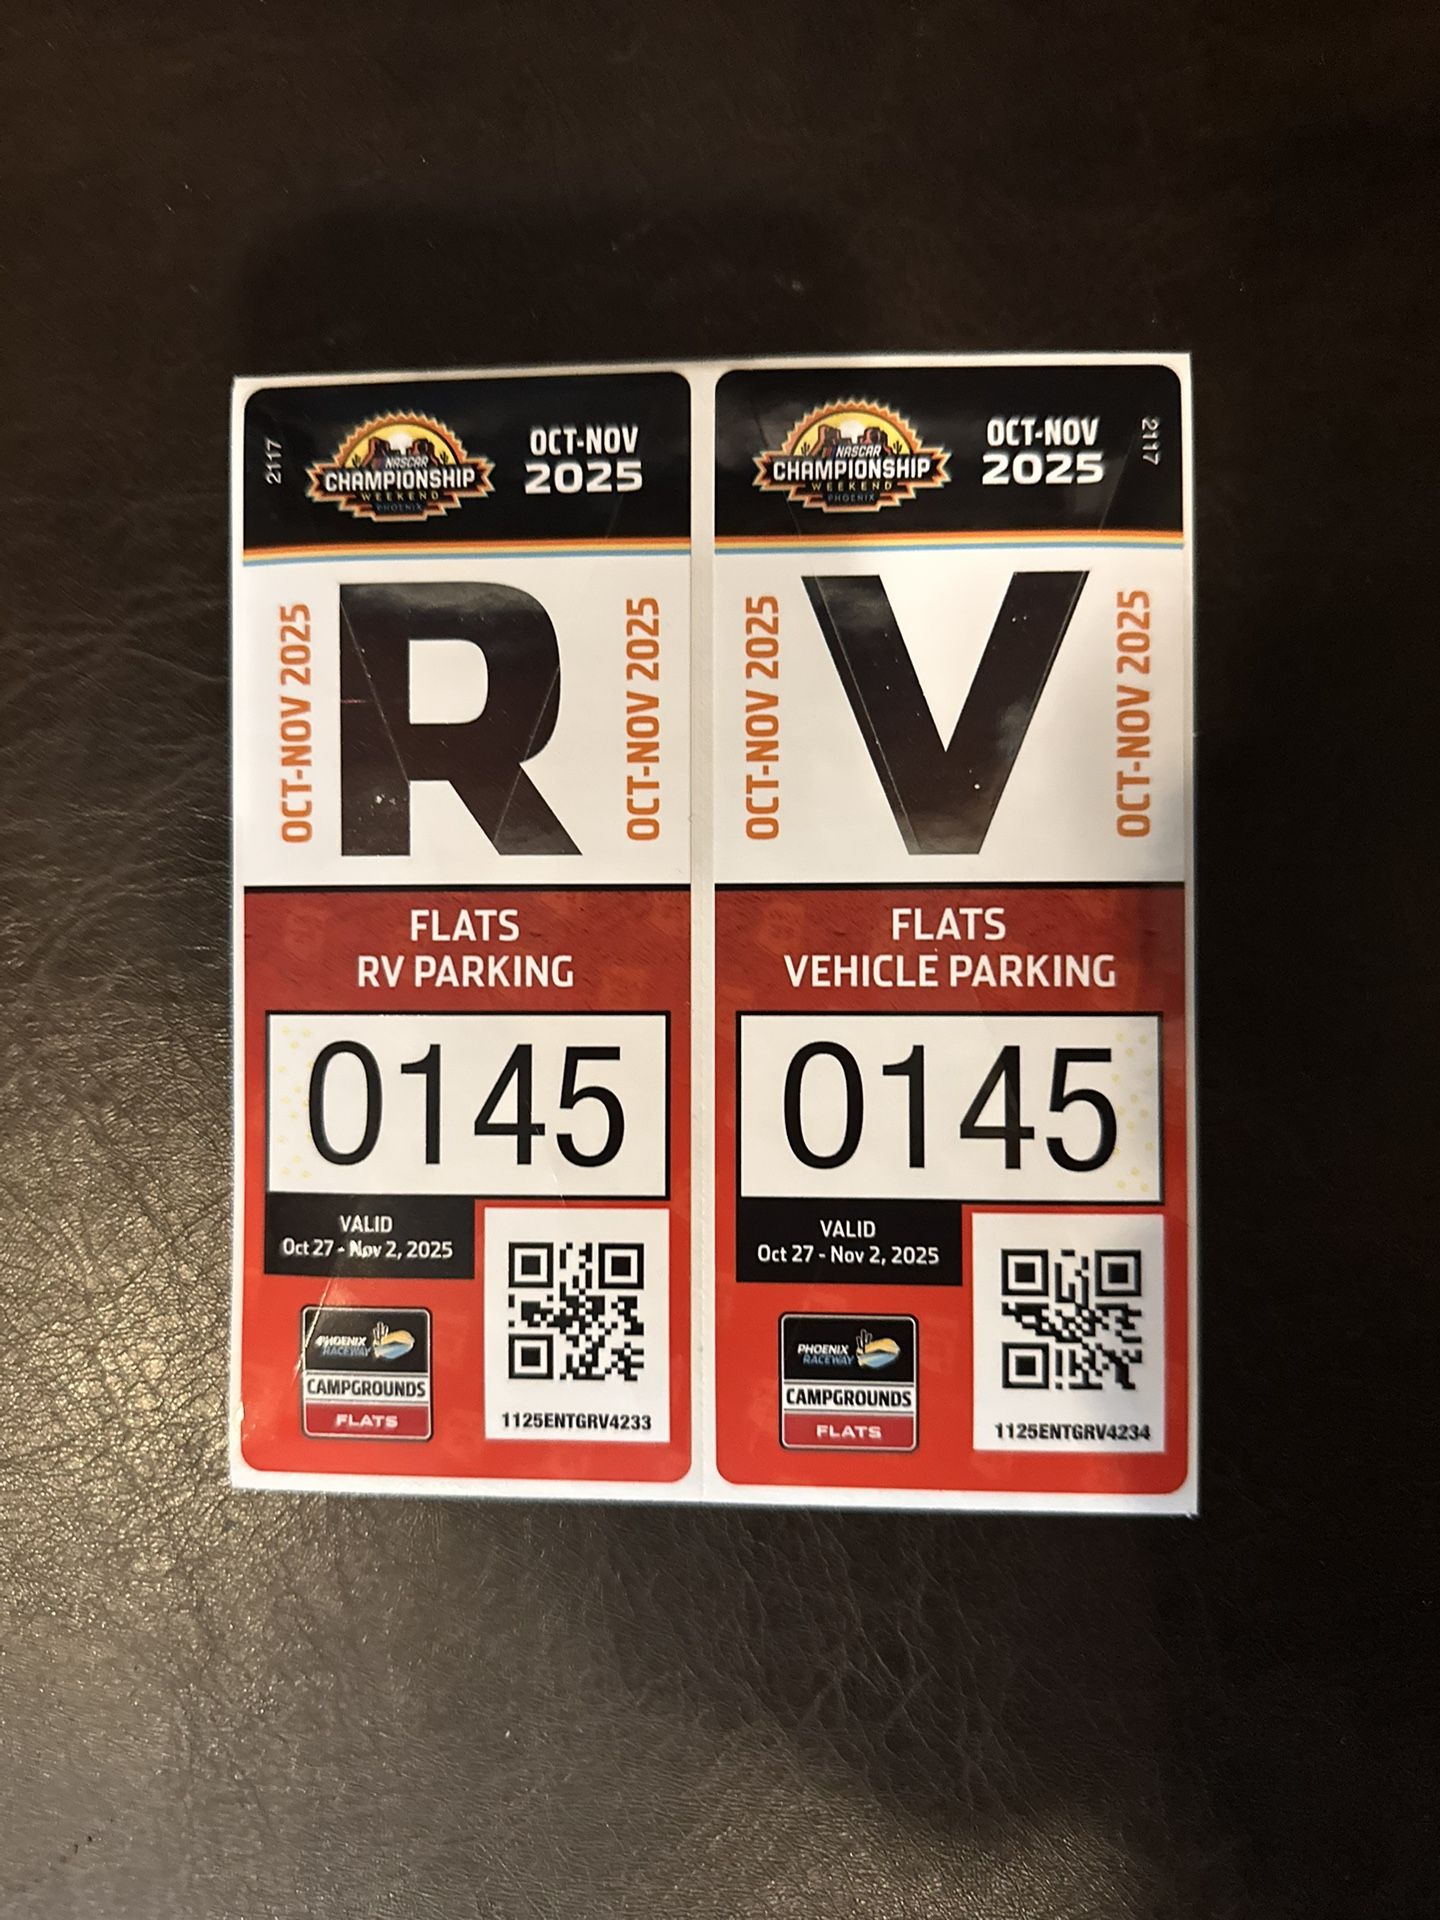 2117
NASCAR
CHAMPIONSHIP
WEEKEND
PHOENIX
OCT-NOV
2025
OCT-NOV 2025
R
OCT-NOV 2025
FLATS
RV PARKING
0145
VALID
Oct 27 - Nov 2, 2025
PHOENIX
RACEWAY
CAMPGROUNDS
FLATS
1125ENTGRV4233
NASCAR
CHAMPIONSHIP
WEEKEND
PHOENIX
OCT-NOV
2025
2117
OCT-NOV 2025
V
OCT-NOV 2025
FLATS
VEHICLE PARKING
0145
VALID
Oct 27 - Nov 2, 2025
PHOENIX
RACEWAY
CAMPGROUNDS
FLATS
1125ENTGRV4234